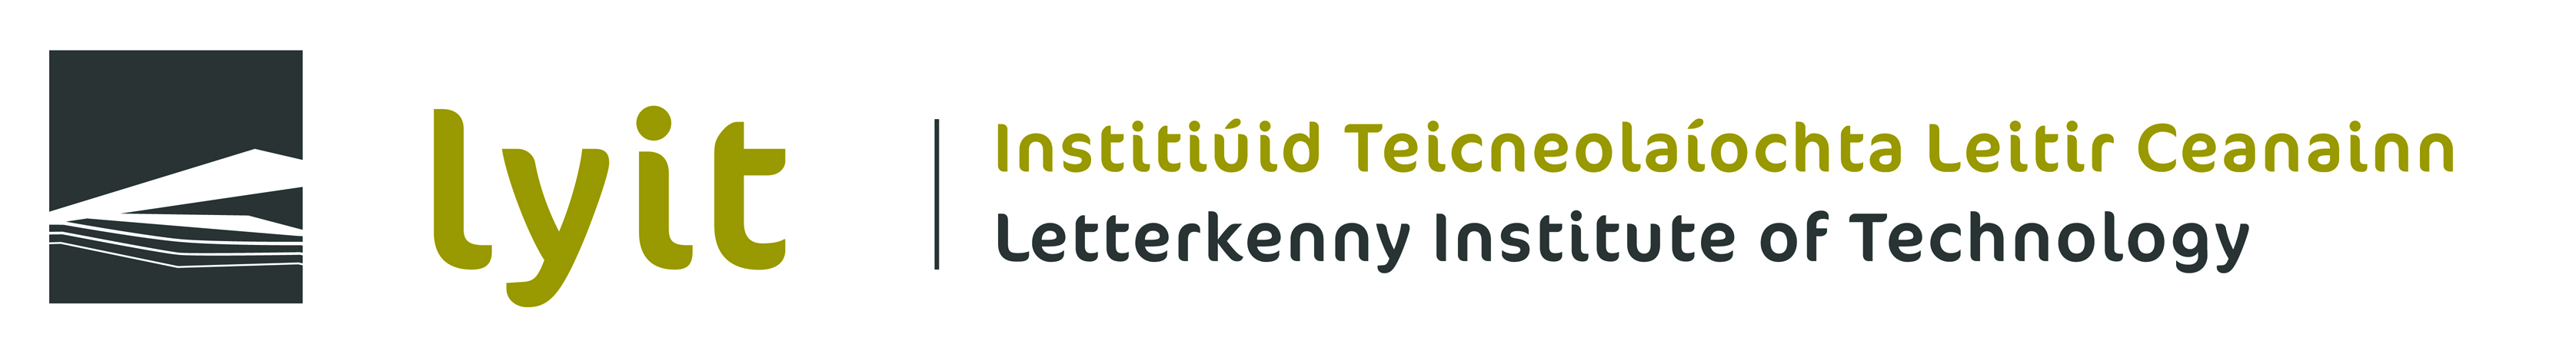 lyit
Institiúid Teicneolaíochta Leitir Ceanainn
Letterkenny Institute of Technology